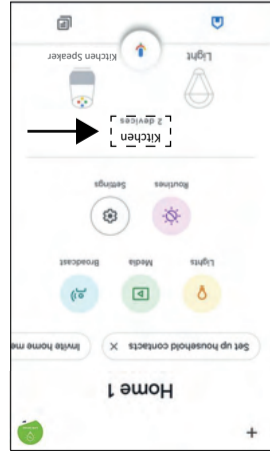 Home 1
Set up household contacts
Invite home me
Lights
Media
Broadcast
Routines
Settings
Kitchen
2 devices
Light
Kitchen Speaker